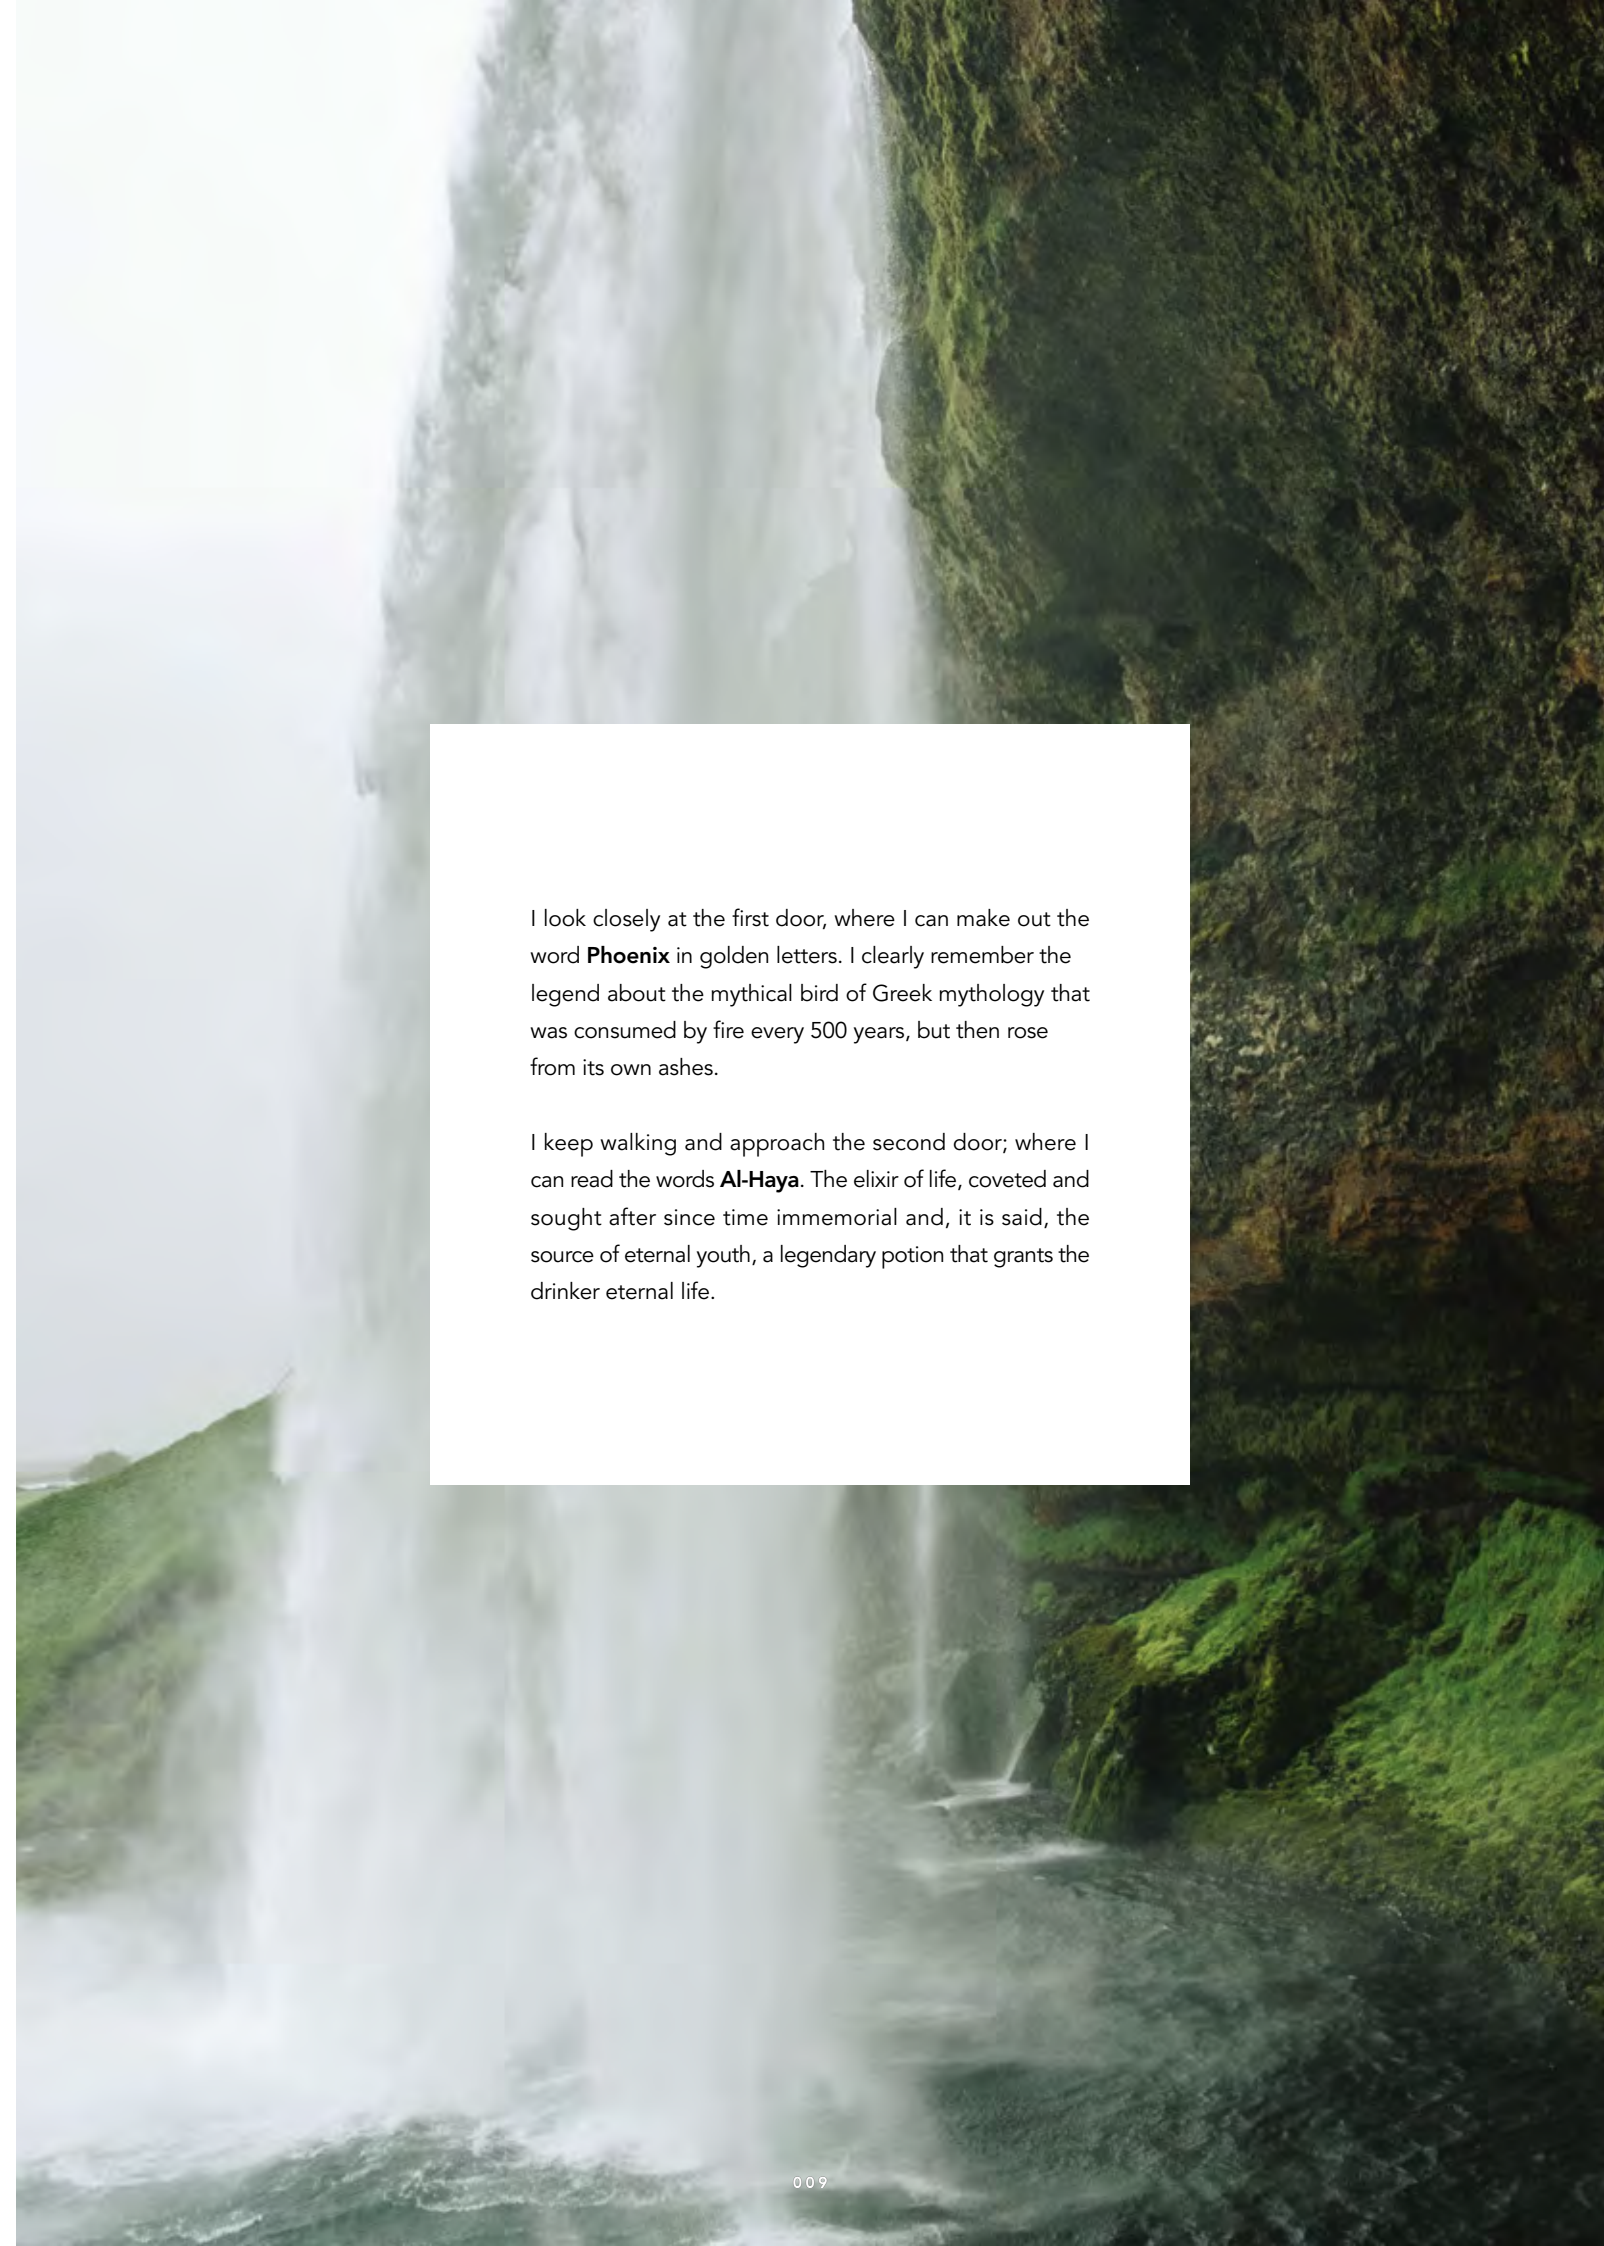 I look closely at the first door, where I can make out the
word Phoenix in golden letters. I clearly remember the
legend about the mythical bird of Greek mythology that
was consumed by fire every 500 years, but then rose
from its own ashes.
I keep walking and approach the second door; where I
can read the words Al-Haya. The elixir of life, coveted and
sought after since time immemorial and, it is said, the
source of eternal youth, a legendary potion that grants the
drinker eternal life.
009